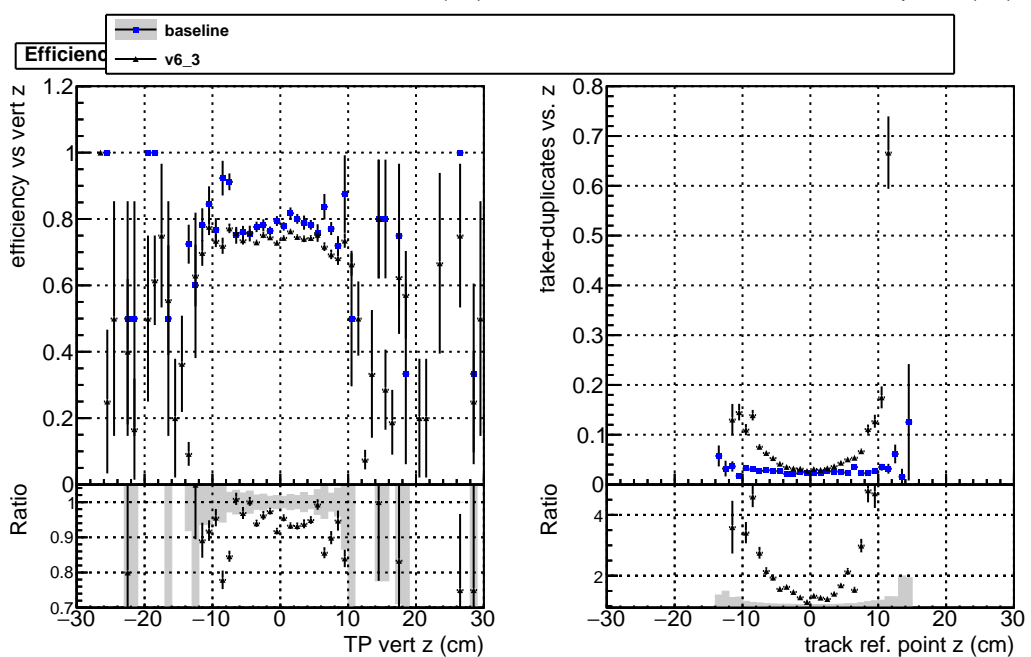 baseline
v6_3
Efficienc
efficiency vs vert z
1.2
1
0.8
0.6
0.4
0.2
0
Ratio
1
0.9
0.8
0.7
−30 −20 −10 0 10 20 30
TP vert z (cm)
fake+duplicates vs. z
0.8
0.7
0.6
0.5
0.4
0.3
0.2
0.1
0
Ratio
4
2
−30 −20 −10 0 10 20 30
track ref. point z (cm)